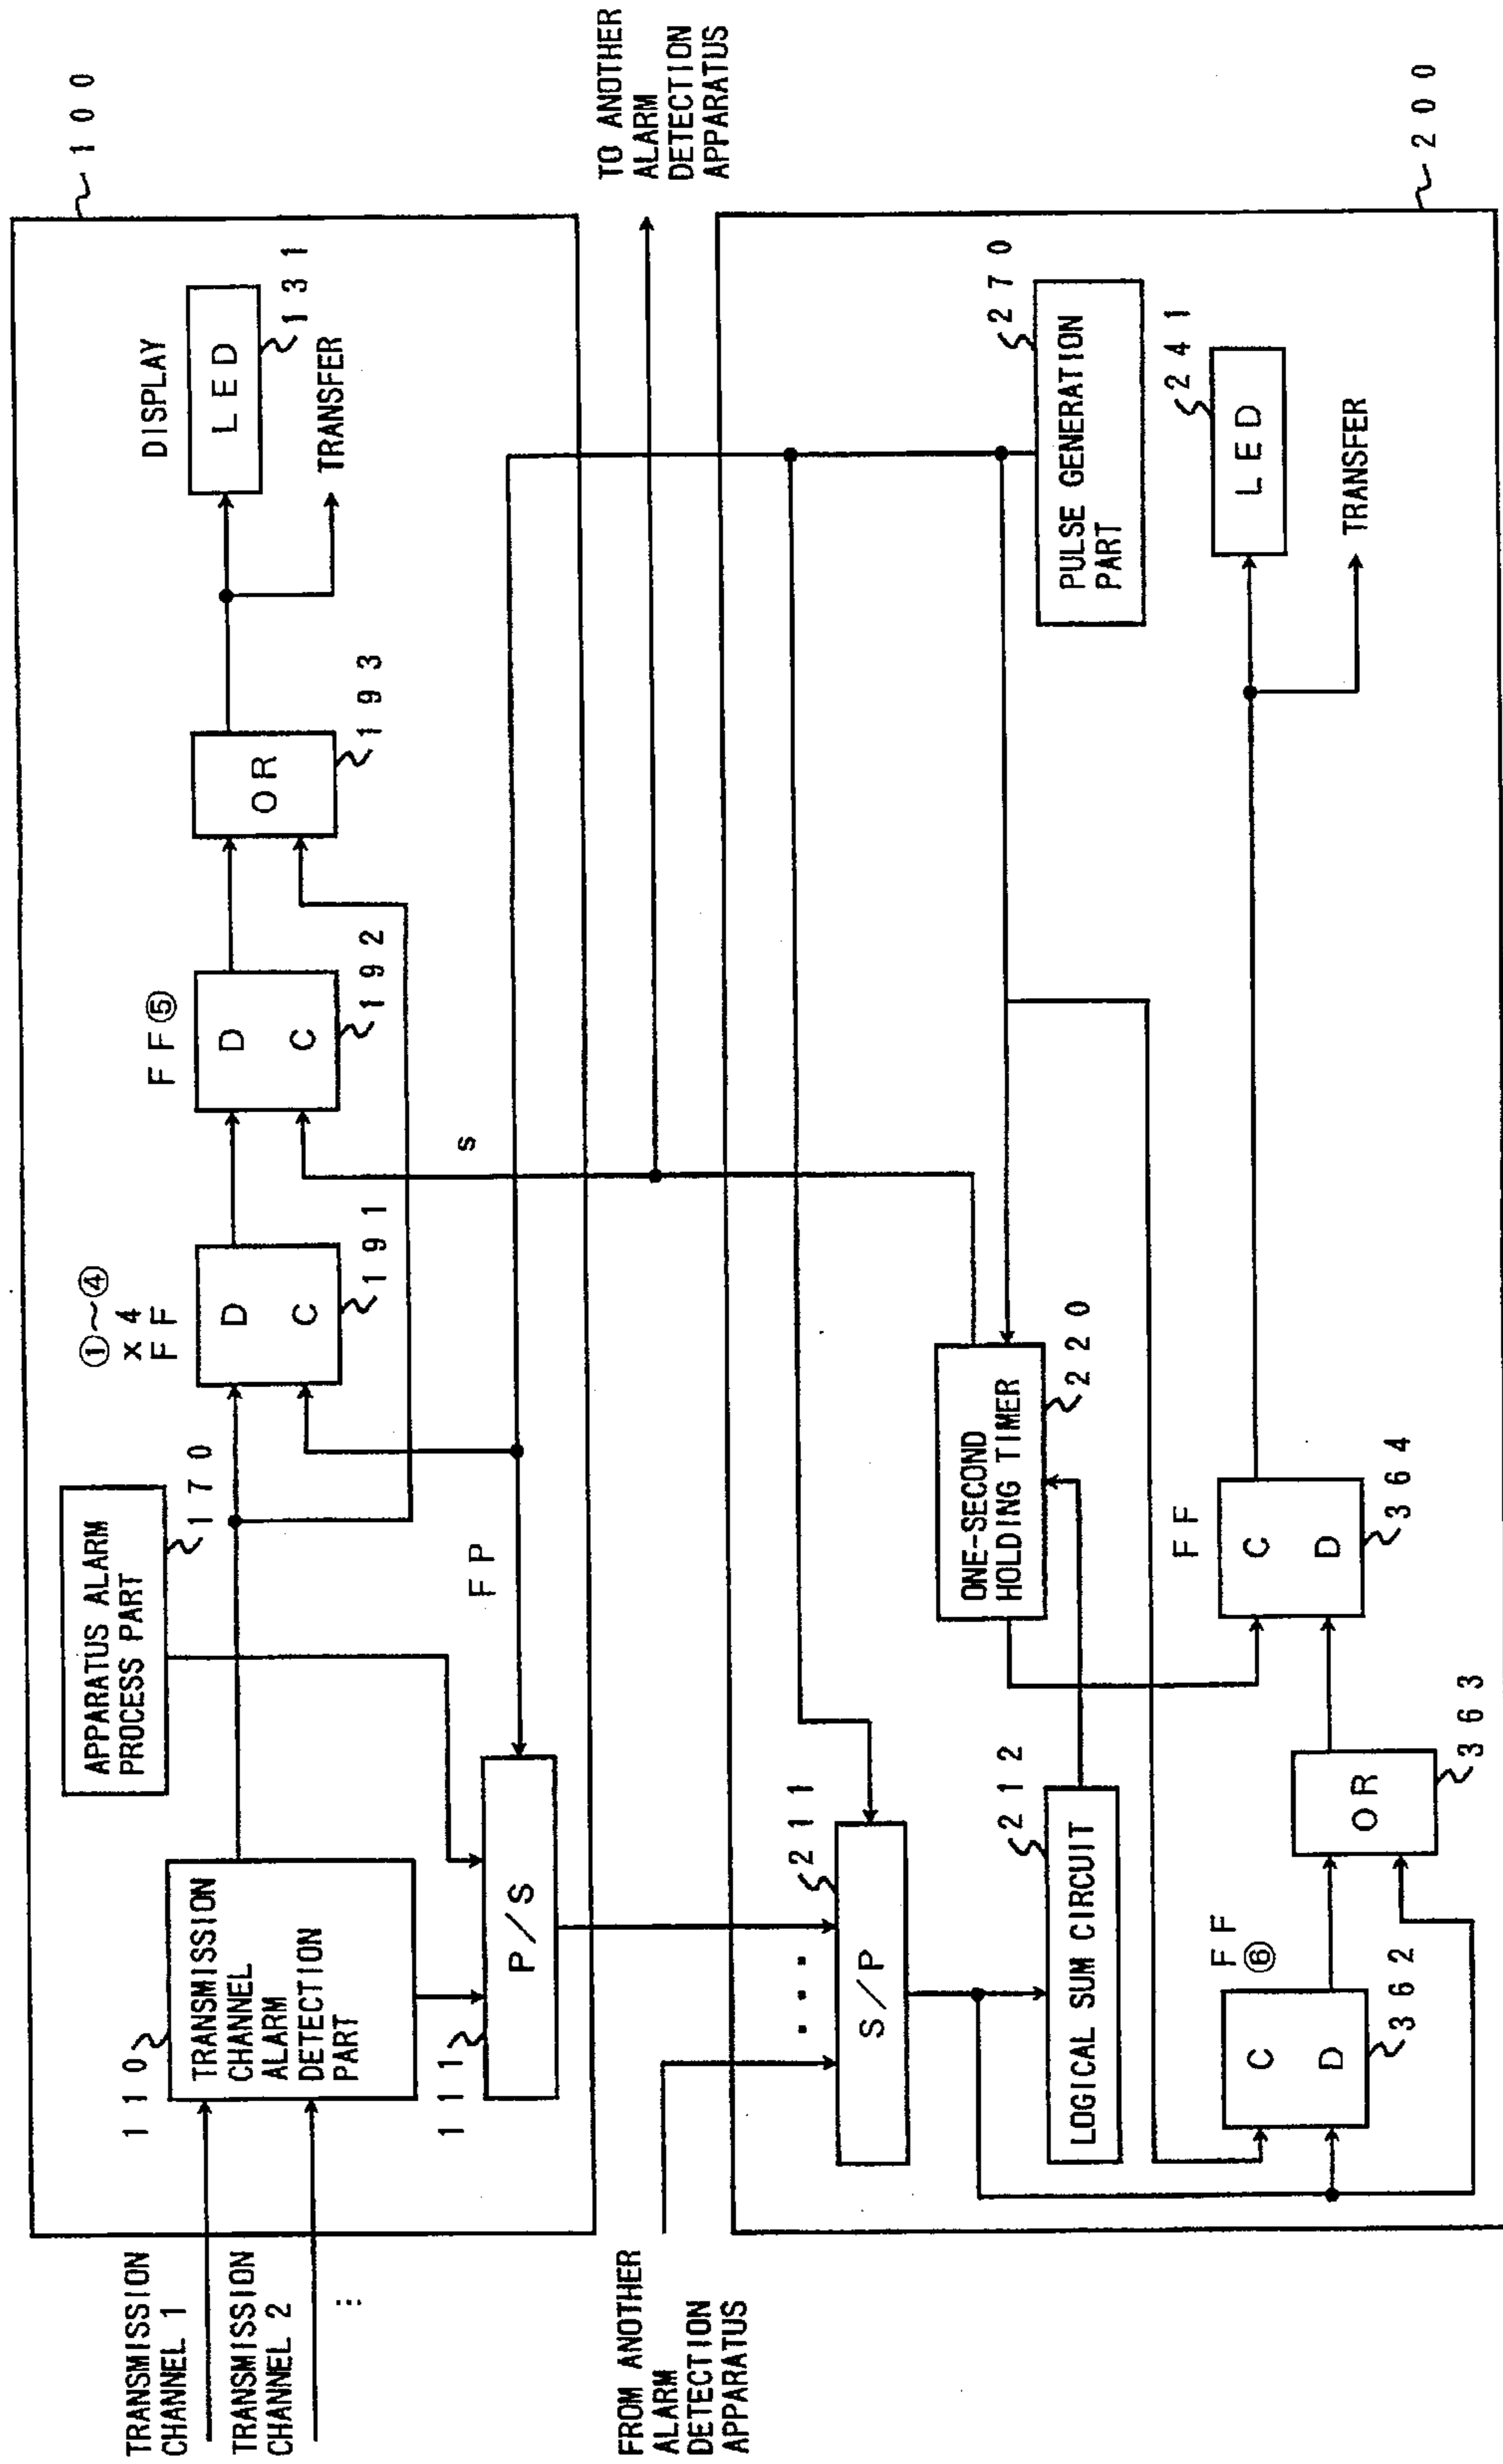 100
TRANSMISSION
CHANNEL 1
TRANSMISSION
CHANNEL 2
⋮
110
TRANSMISSION
CHANNEL
ALARM
DETECTION
PART
APPARATUS ALARM
PROCESS PART
170
①~④
×4
FF
D
C
191
FF⑤
D
C
192
OR
193
DISPLAY
LED
131
TRANSFER
111
P/S
FP
s
TO ANOTHER
ALARM
DETECTION
APPARATUS
FROM ANOTHER
ALARM
DETECTION
APPARATUS
200
...
211
S/P
212
LOGICAL SUM CIRCUIT
ONE-SECOND
HOLDING TIMER
220
270
PULSE GENERATION
PART
FF
⑥
C
D
362
OR
363
FF
C
D
364
241
LED
TRANSFER